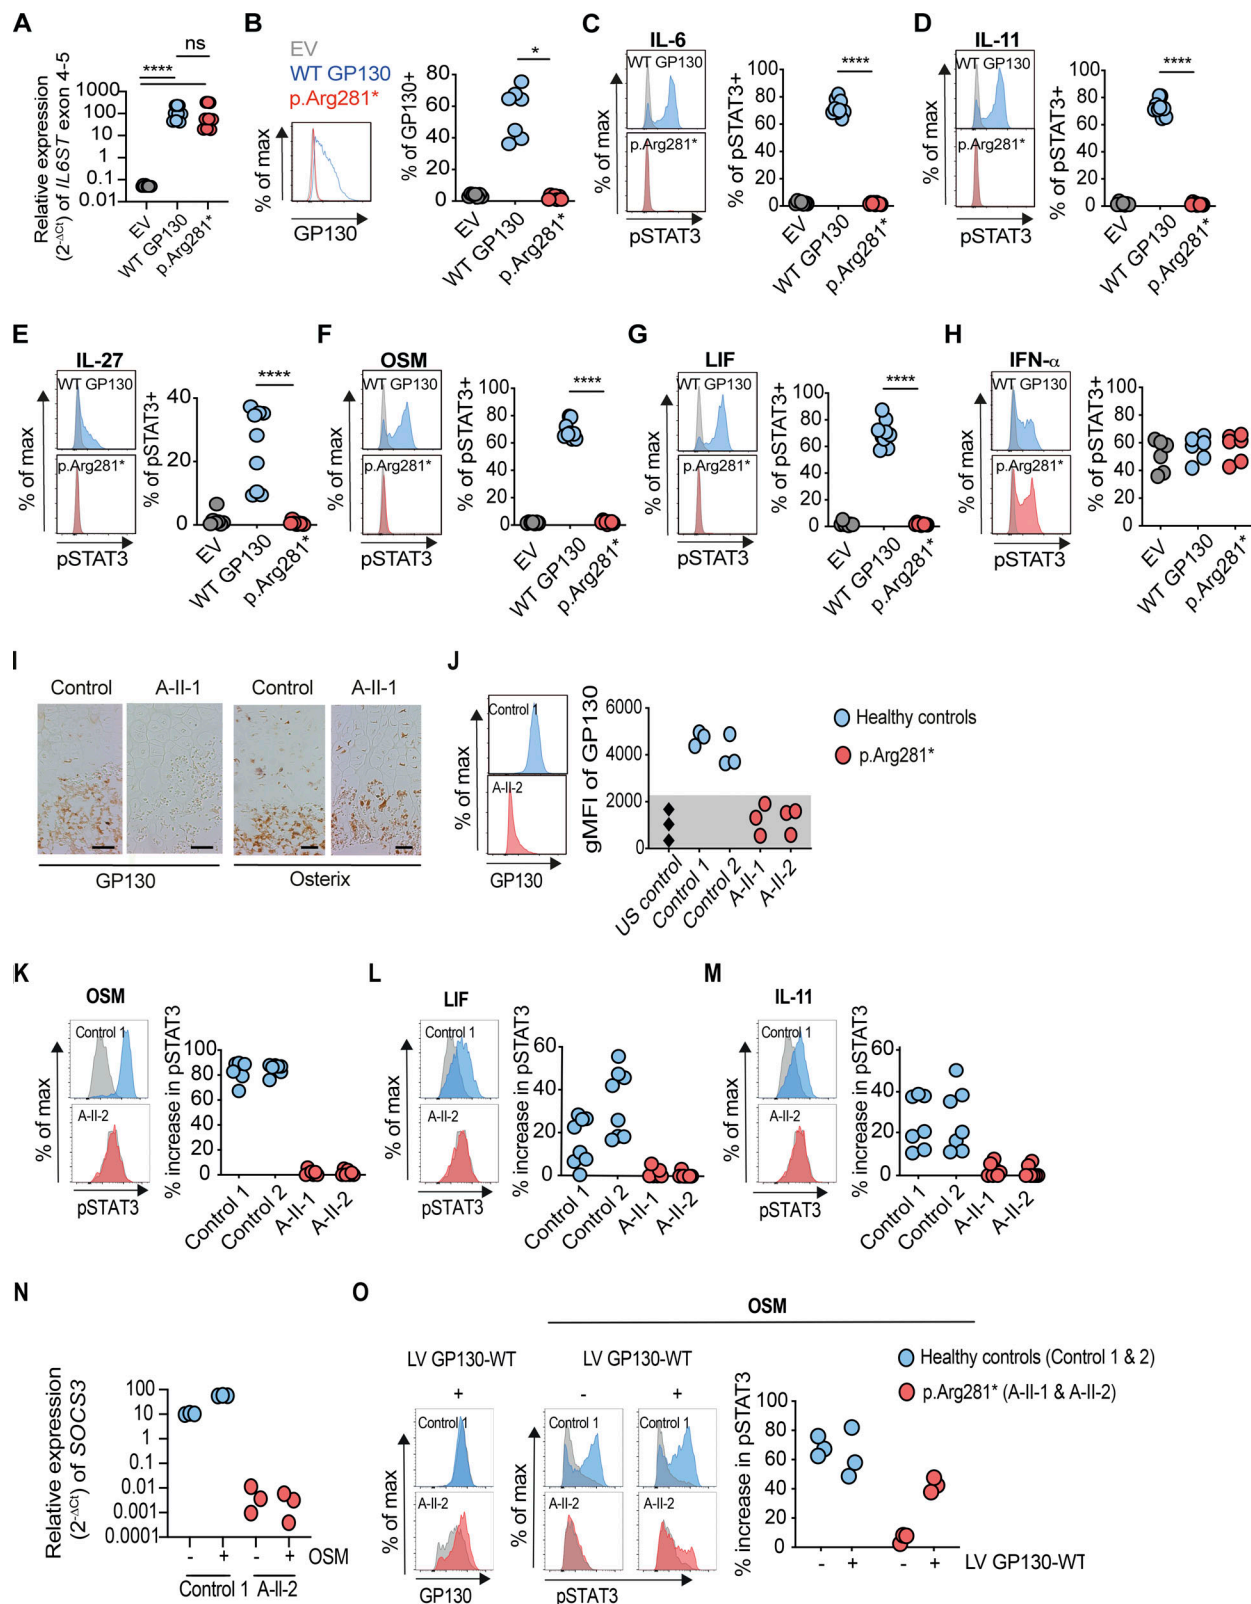 A
Relative expression
(2-ΔCt) of IL6ST exon 4-5
1000
100
10
1
0.1
0.01
****
ns
EV
WT GP130
p.Arg281*
B
EV
WT GP130
p.Arg281*
% of max
GP130
% of GP130+
80
60
40
20
0
*
EV
WT GP130
p.Arg281*
C
IL-6
WT GP130
p.Arg281*
% of max
pSTAT3
% of pSTAT3+
100
80
60
40
20
0
****
EV
WT GP130
p.Arg281*
D
IL-11
WT GP130
p.Arg281*
% of max
pSTAT3
% of pSTAT3+
100
80
60
40
20
0
****
EV
WT GP130
p.Arg281*
E
IL-27
WT GP130
p.Arg281*
% of max
pSTAT3
% of pSTAT3+
40
20
0
****
EV
WT GP130
p.Arg281*
F
OSM
WT GP130
p.Arg281*
% of max
pSTAT3
% of pSTAT3+
100
80
60
40
20
0
****
EV
WT GP130
p.Arg281*
G
LIF
WT GP130
p.Arg281*
% of max
pSTAT3
% of pSTAT3+
100
80
60
40
20
0
****
EV
WT GP130
p.Arg281*
H
IFN-α
WT GP130
p.Arg281*
% of max
pSTAT3
% of pSTAT3+
100
80
60
40
20
0
EV
WT GP130
p.Arg281*
I
Control
A-II-1
Control
A-II-1
GP130
Osterix
J
Control 1
A-II-2
% of max
GP130
gMFI of GP130
6000
4000
2000
0
US control
Control 1
Control 2
A-II-1
A-II-2
Healthy controls
p.Arg281*
K
OSM
Control 1
A-II-2
% of max
pSTAT3
% increase in pSTAT3
100
80
60
40
20
0
Control 1
Control 2
A-II-1
A-II-2
L
LIF
Control 1
A-II-2
% of max
pSTAT3
% increase in pSTAT3
60
40
20
0
Control 1
Control 2
A-II-1
A-II-2
M
IL-11
Control 1
A-II-2
% of max
pSTAT3
% increase in pSTAT3
60
40
20
0
Control 1
Control 2
A-II-1
A-II-2
N
Relative expression
(2-ΔCt) of SOCS3
100
10
1
0.1
0.01
0.001
0.0001
- + - + OSM
Control 1 A-II-2
O
OSM
LV GP130-WT
+
LV GP130-WT
- +
Control 1
Control 1
Control 1
A-II-2
A-II-2
A-II-2
% of max
GP130
% of max
pSTAT3
Healthy controls (Control 1 & 2)
p.Arg281* (A-II-1 & A-II-2)
% increase in pSTAT3
100
80
60
40
20
0
- + - + LV GP130-WT